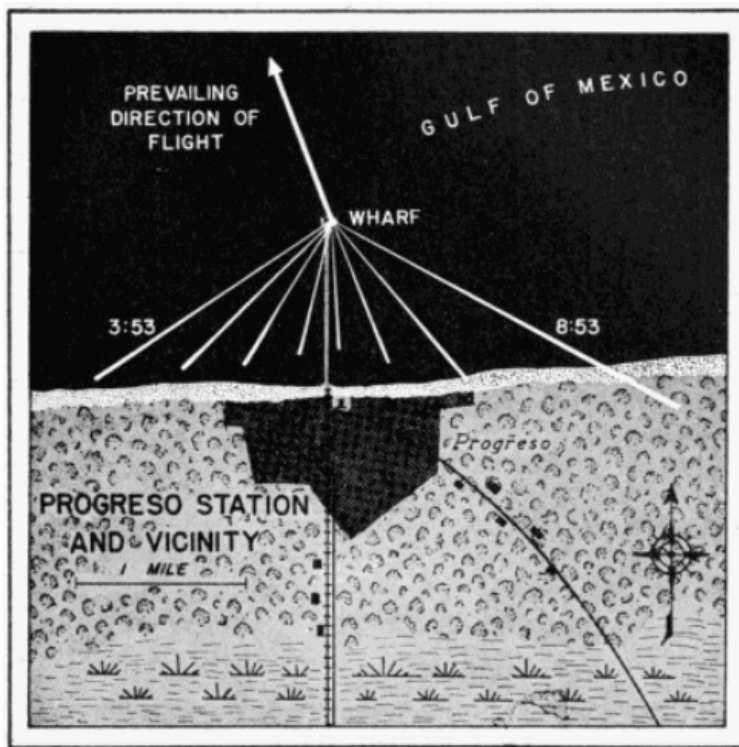 PREVAILING
DIRECTION OF
FLIGHT
GULF OF MEXICO
WHARF
3:53
8:53
Progreso
PROGRESO STATION
AND VICINITY
1 MILE